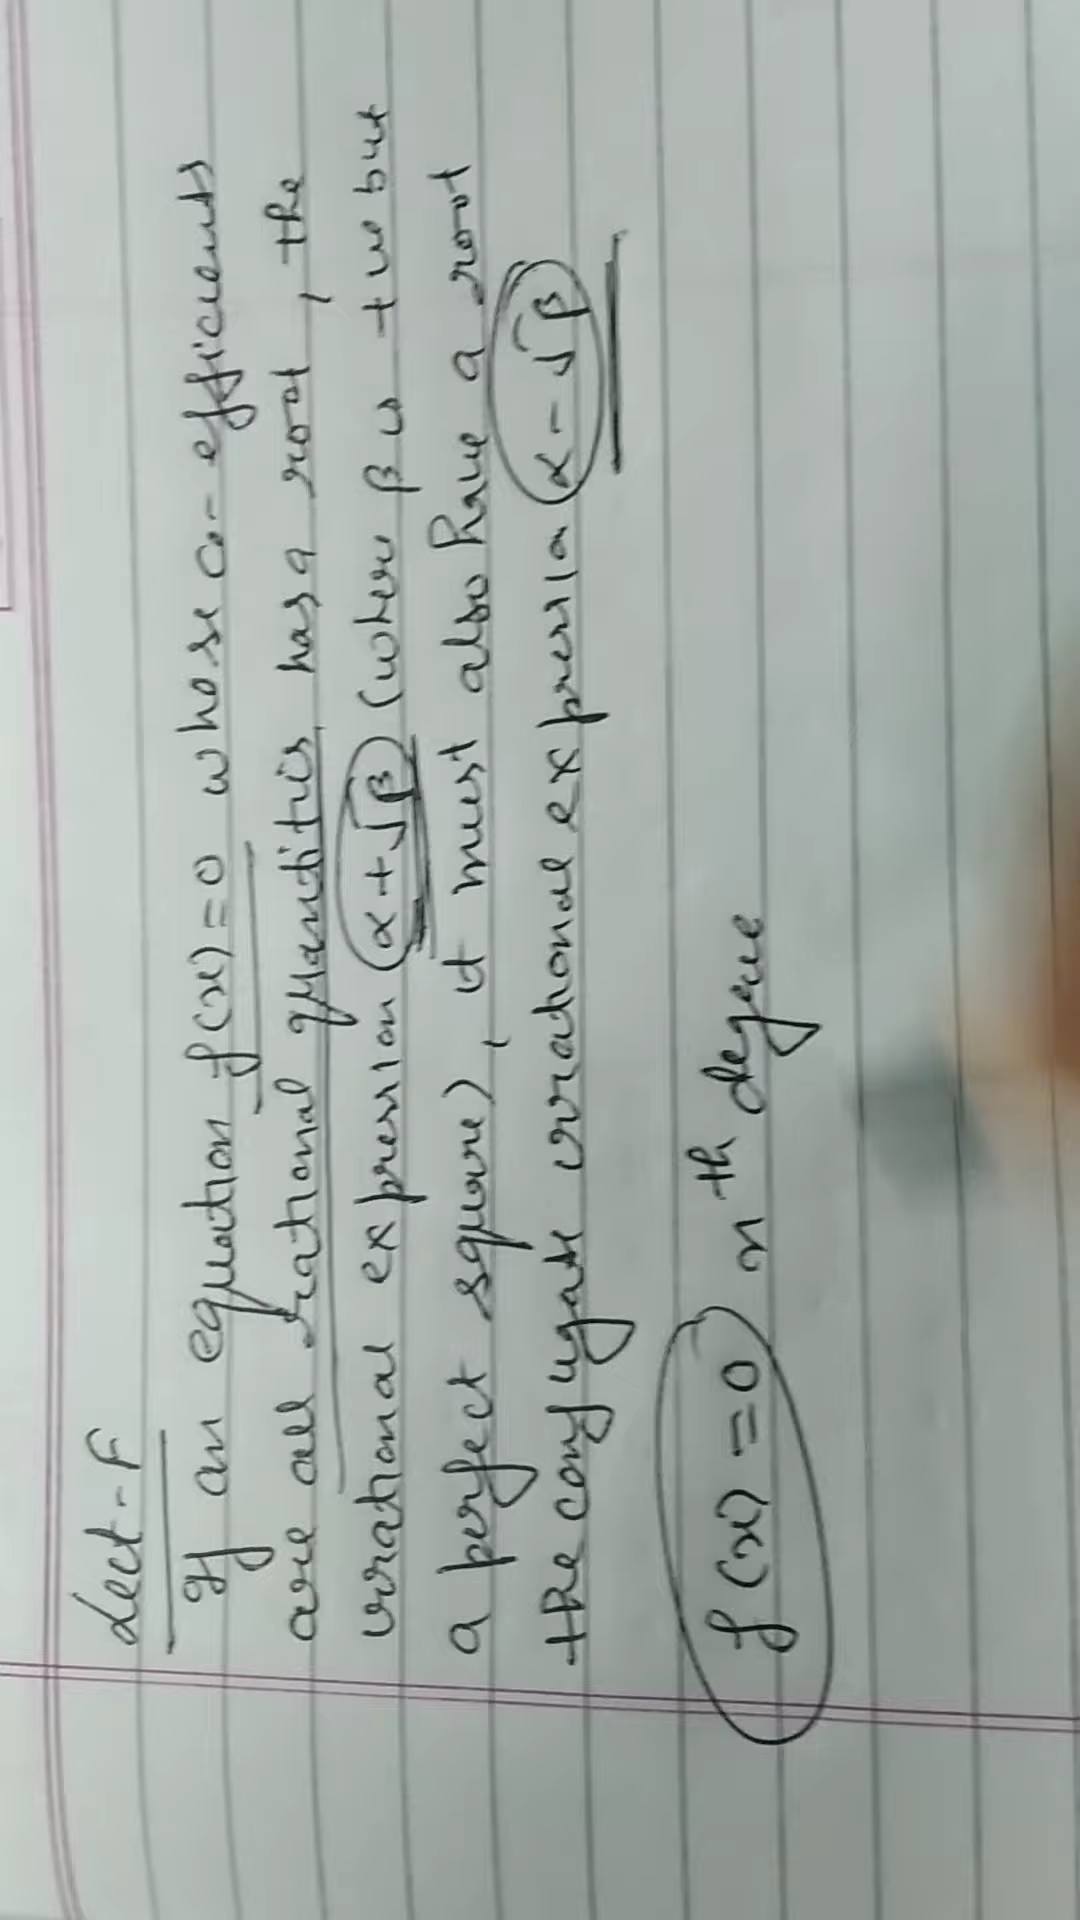 Lect-F
If an equation f(x)=0 whose co-efficients
are all rational quantitis, has a root, the
irrational expression (α+√β) (where β is +ve but
a perfect square), it must also have a root
the conjugate irrational expression (α-√β)
f(x)=0 nth degree